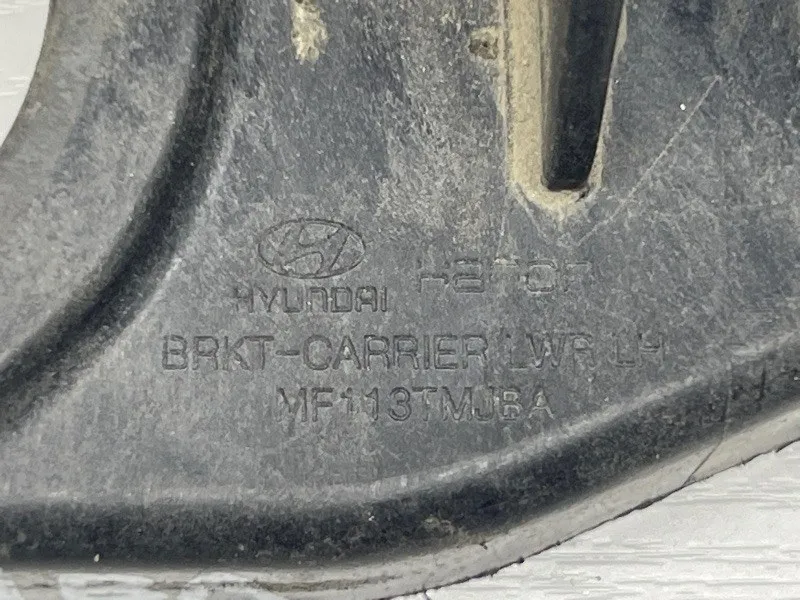 HYUNDAI
BRKT-CARRIER LWR LH
MF113TMJBA